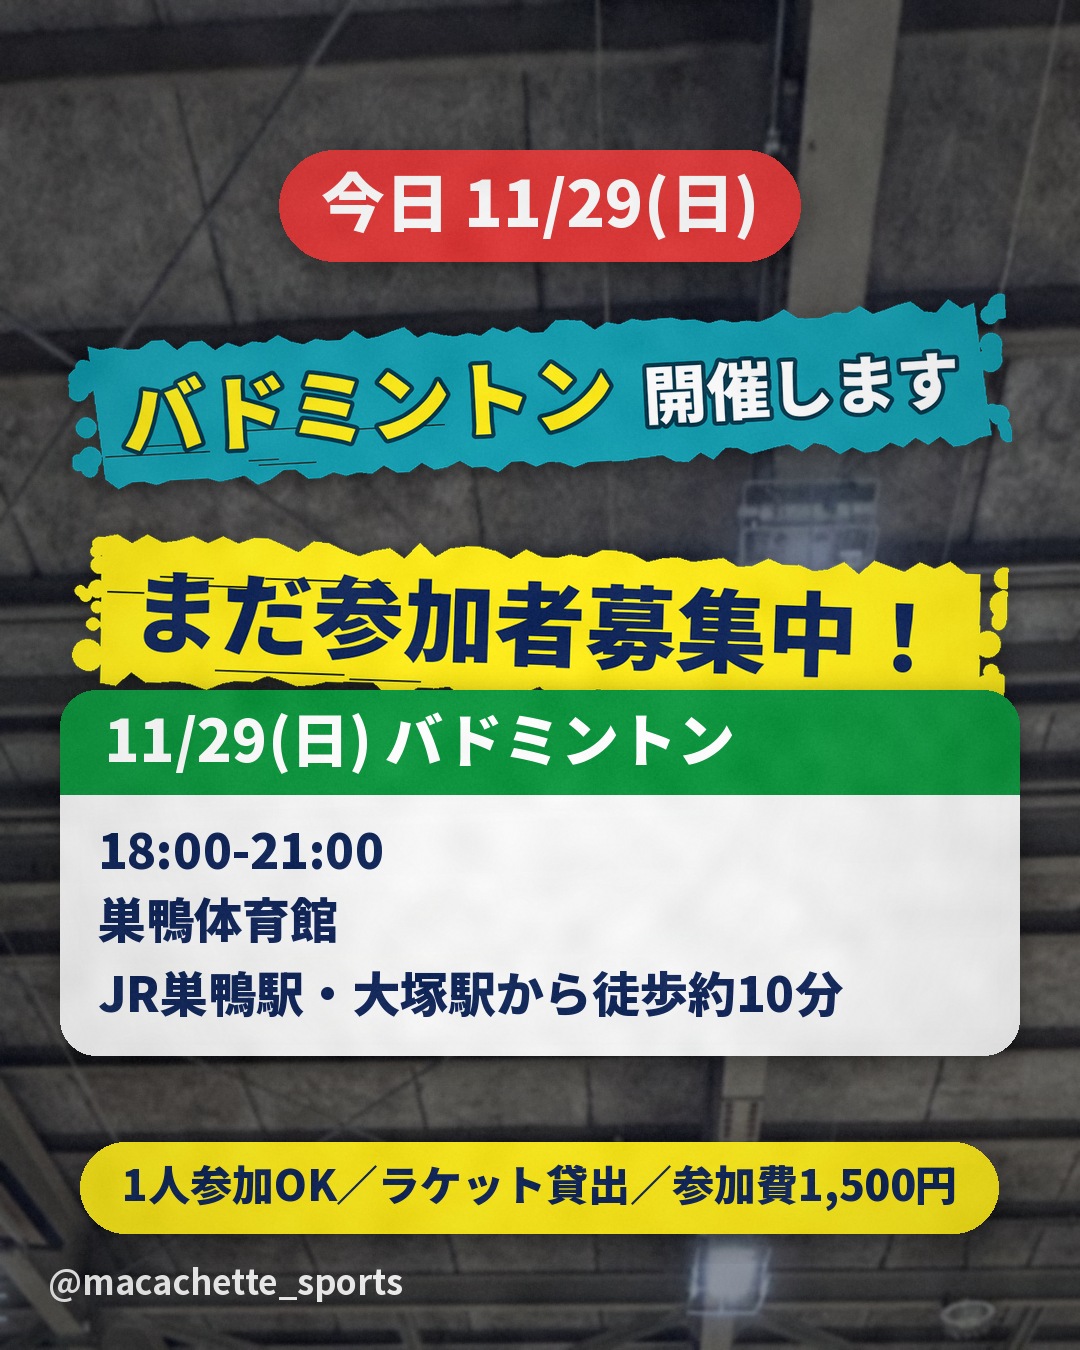 今日 11/29(日)
バドミントン 開催します
まだ参加者募集中！
11/29(日) バドミントン
18:00-21:00
巣鴨体育館
JR巣鴨駅・大塚駅から徒歩約10分
1人参加OK／ラケット貸出／参加費1,500円
@macachette_sports